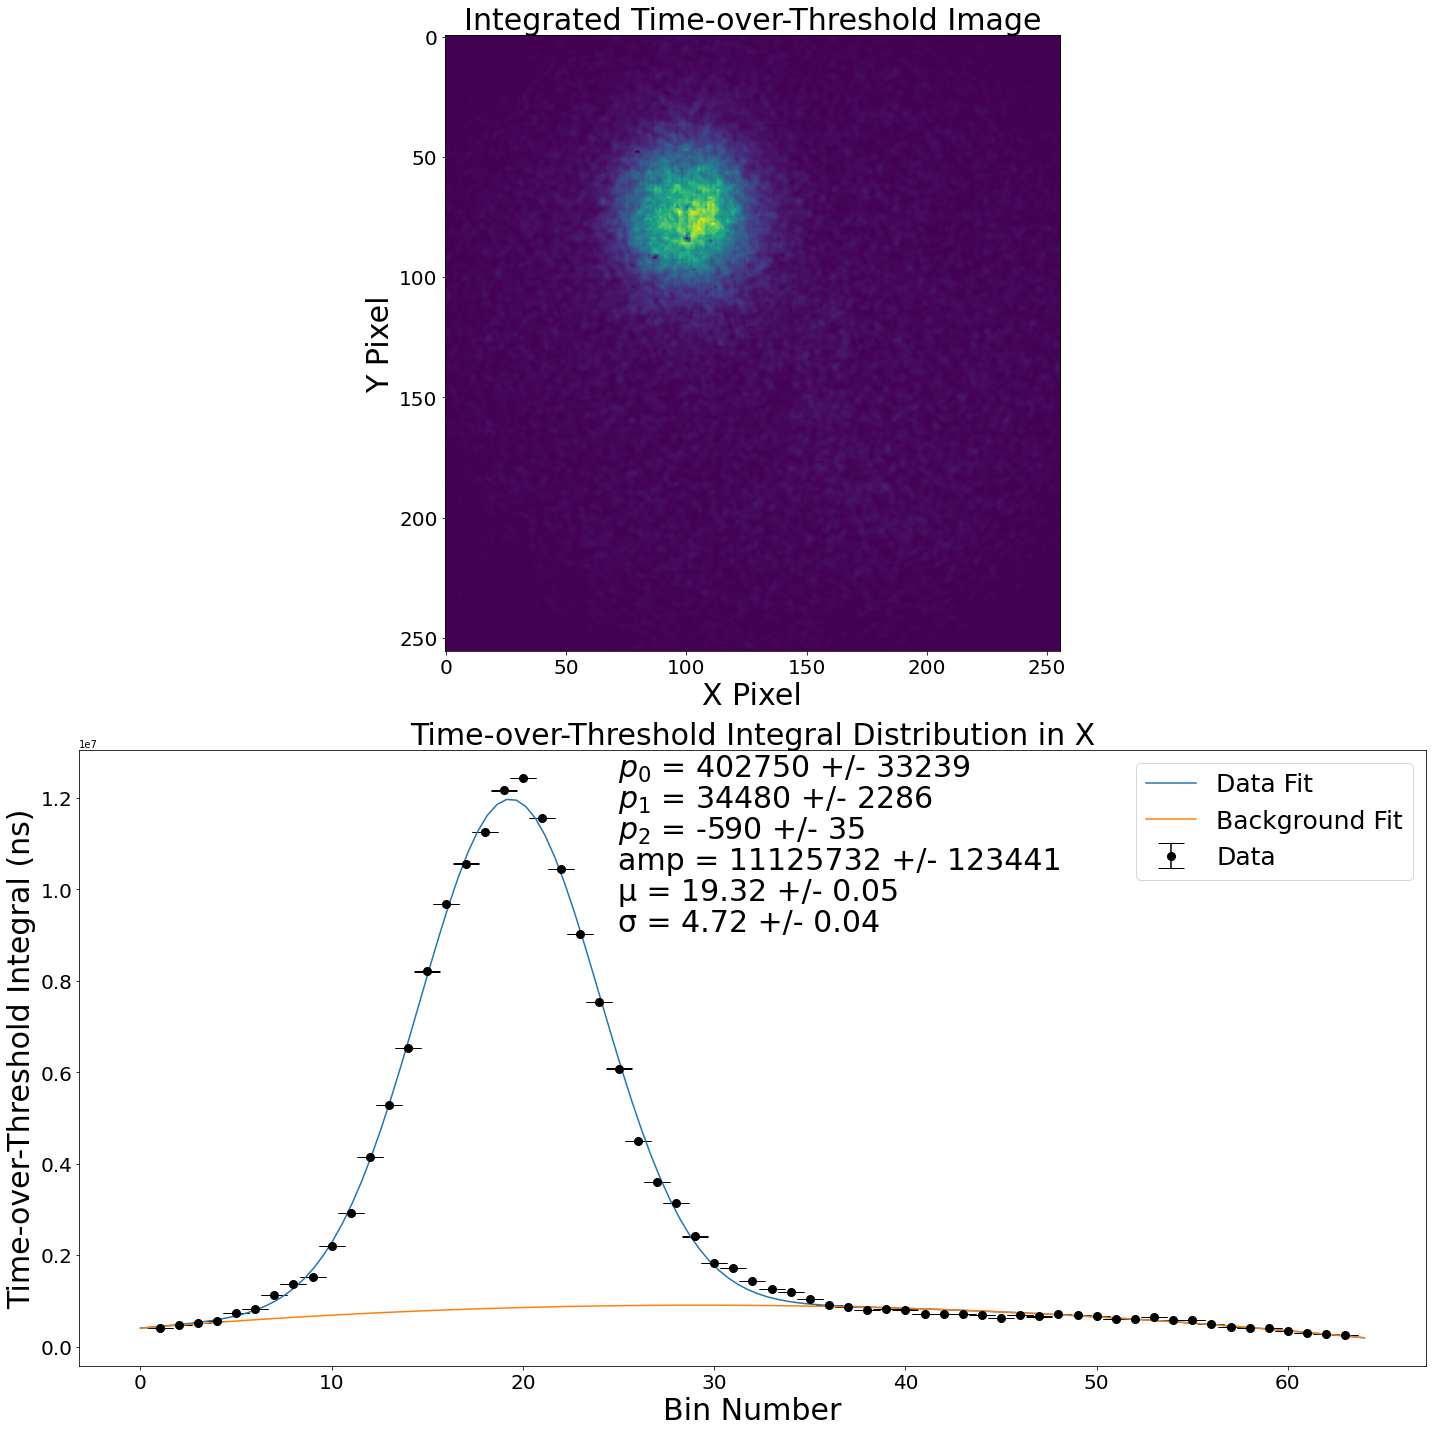 Integrated Time-over-Threshold Image
0
50
100
150
200
250
Y Pixel
0 50 100 150 200 250
X Pixel
Time-over-Threshold Integral Distribution in X
1e7
p₀ = 402750 +/- 33239
p₁ = 34480 +/- 2286
p₂ = -590 +/- 35
amp = 11125732 +/- 123441
μ = 19.32 +/- 0.05
σ = 4.72 +/- 0.04
Data Fit
Background Fit
Data
1.2
1.0
0.8
0.6
0.4
0.2
0.0
Time-over-Threshold Integral (ns)
0 10 20 30 40 50 60
Bin Number